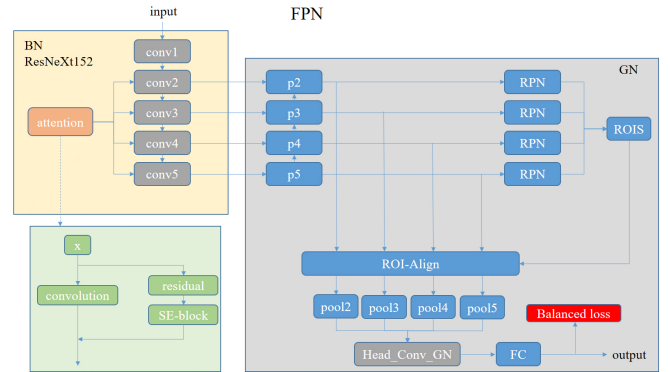 input
FPN
BN
ResNeXt152
GN
conv1
conv2
p2
RPN
conv3
p3
RPN
attention
ROIS
conv4
p4
RPN
conv5
p5
RPN
x
ROI-Align
residual
convolution
SE-block
pool2
pool3
pool4
pool5
Balanced loss
Head_Conv_GN
FC
output